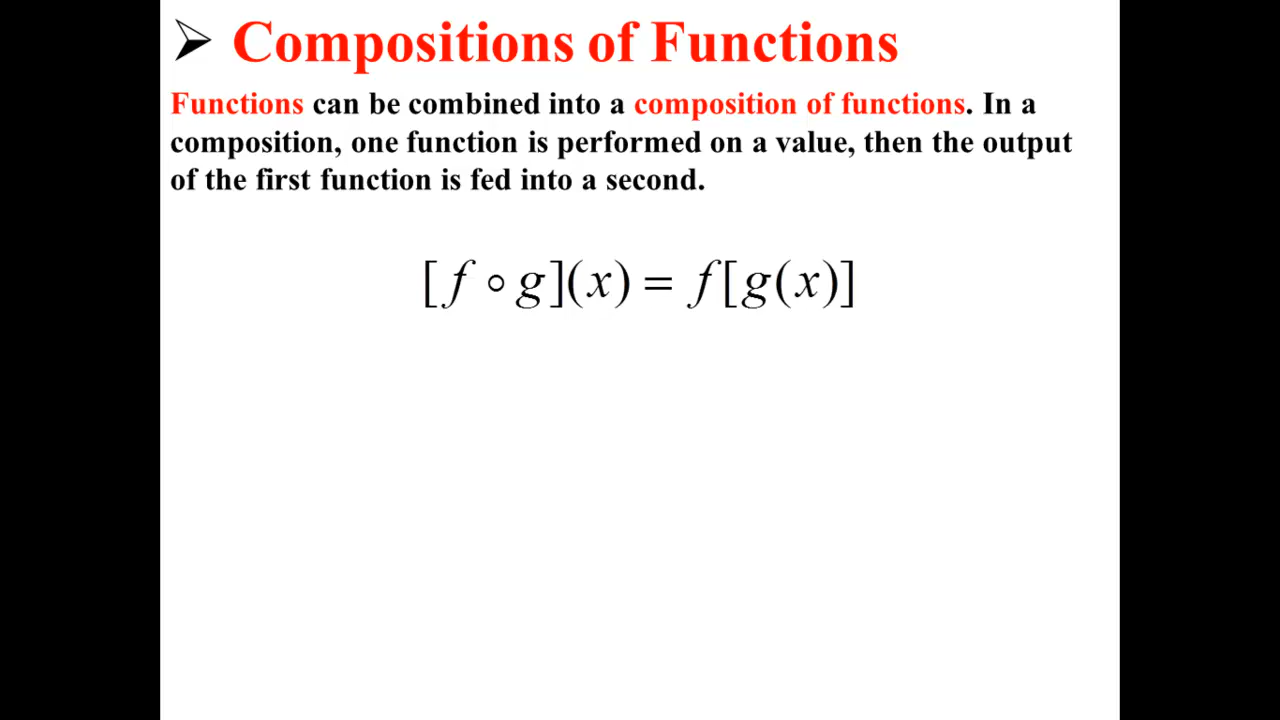 ➢ Compositions of Functions
Functions can be combined into a composition of functions. In a
composition, one function is performed on a value, then the output
of the first function is fed into a second.
[f ∘ g](x) = f[g(x)]